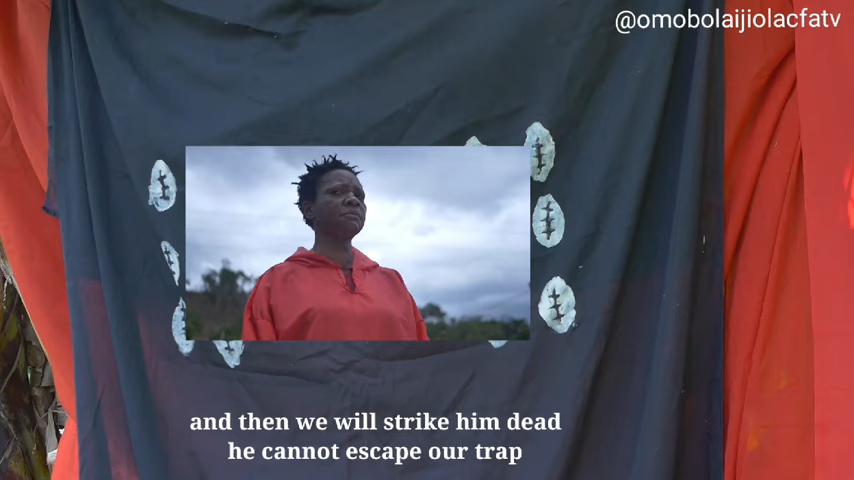 @omobolaijiolacfatv
and then we will strike him dead
he cannot escape our trap